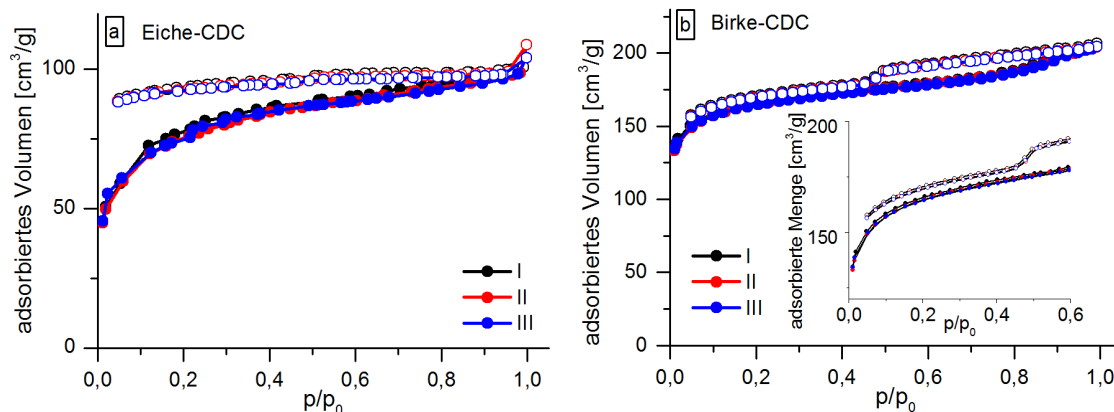 a Eiche-CDC
adsorbiertes Volumen [cm³/g]
100
50
0
I
II
III
0,0 0,2 0,4 0,6 0,8 1,0
p/p₀
b Birke-CDC
adsorbiertes Volumen [cm³/g]
200
150
100
50
0
I
II
III
adsorbierte Menge [cm³/g]
200
150
0,0 0,2 0,4 0,6
p/p₀
0,0 0,2 0,4 0,6 0,8 1,0
p/p₀